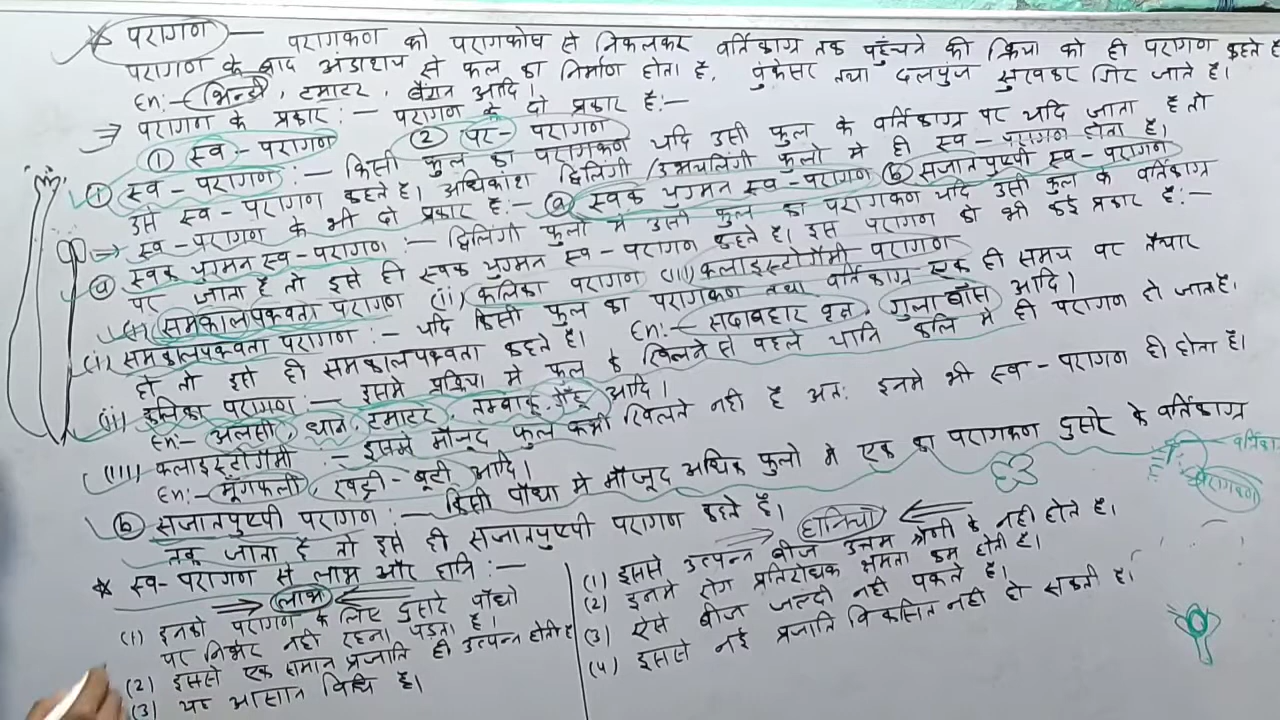 * परागण — परागकण को परागकोष से निकलकर वर्तिकाग्र तक पहुंचने की क्रिया को ही परागण कहते है
परागण के बाद अंडाशय से फल का निर्माण होता है, पुंकेसर तथा दलपुंज सुखकर गिर जाते है।
En:- भिन्डी, टमाटर, बैंगन आदि।
⇒ परागण के प्रकार :— परागण के दो प्रकार है:—
① स्व - परागण ② पर - परागण
① स्व - परागण :— किसी फुल का परागकण यदि उसी फुल के वर्तिकाग्र पर यदि जाता है तो
उसे स्व - परागण कहते है। अधिकांश द्विलिंगी / उभयलिंगी फुलो मे ही स्व - परागण होता है।
⇒ स्व - परागण के भी दो प्रकार है:— ⓐ स्वक युग्मन स्व - परागण ⓑ सजातपुष्पी स्व - परागण
ⓐ स्वक युग्मन स्व - परागण :— द्विलिंगी फुलो मे उसी फुल का परागकण यदि उसी फुल के वर्तिकाग्र
पर जाता है तो इसे ही स्वक युग्मन स्व - परागण कहते है। इस परागण को भी कई प्रकार है:—
(i) समकालपक्वता परागण (ii) कलिका परागण (iii) क्लाइस्टोगैमी परागण
(i) समकालपक्वता परागण :— यदि किसी फुल का परागकण तथा वर्तिकाग्र एक ही समय पर तैयार
हो तो इसे ही समकालपक्वता कहते है। En:— सदाबहार वृक्ष, गुलाबाँस आदि।
(ii) कलिका परागण :— इसमे प्रक्रिया मे फुल के खिलने से पहले यानि कलि मे ही परागण हो जाता है.
En:- अलसी, धान, टमाटर, तम्बाकू, गेंहू आदि।
(iii) क्लाइस्टोगैमी :— इसमे मौजूद फुल कभी खिलते नही है अतः इनमे भी स्व - परागण ही होता है।
En:- मूंगफली, खट्टी - बूटी आदि।
ⓑ सजातपुष्पी परागण :— किसी पौधा मे मौजूद अधिक फुलो मे एक का परागकण दुसरे के वर्तिकाग्र
तक जाता है तो इसे ही सजातपुष्पी परागण कहते है।
वर्तिका
परागकण
* स्व - परागण से लाभ और हानि :—
लाभ
(1) इनको परागण के लिए दुसरे पौधो
पर निर्भर नही रहना पडता है।
(2) इससे एक समान प्रजाति ही उत्पन्न होती है
(3) यह आसान विधि है।
हानियाँ
(1) इससे उत्पन्न बीज उत्तम श्रेणी के नही होते है।
(2) इनमे रोग प्रतिरोधक क्षमता कम होती है।
(3) ऐसे बीज जल्दी नही पकते है।
(4) इससे नई प्रजाति विकसित नही हो सकती है।